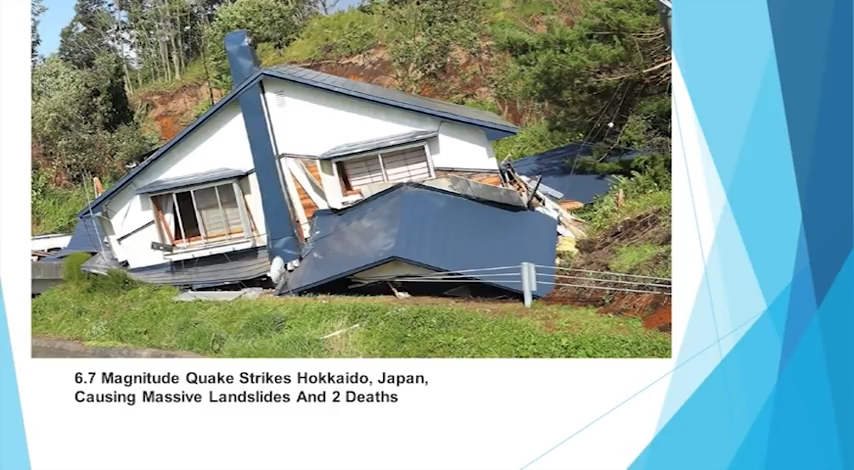 6.7 Magnitude Quake Strikes Hokkaido, Japan,
Causing Massive Landslides And 2 Deaths